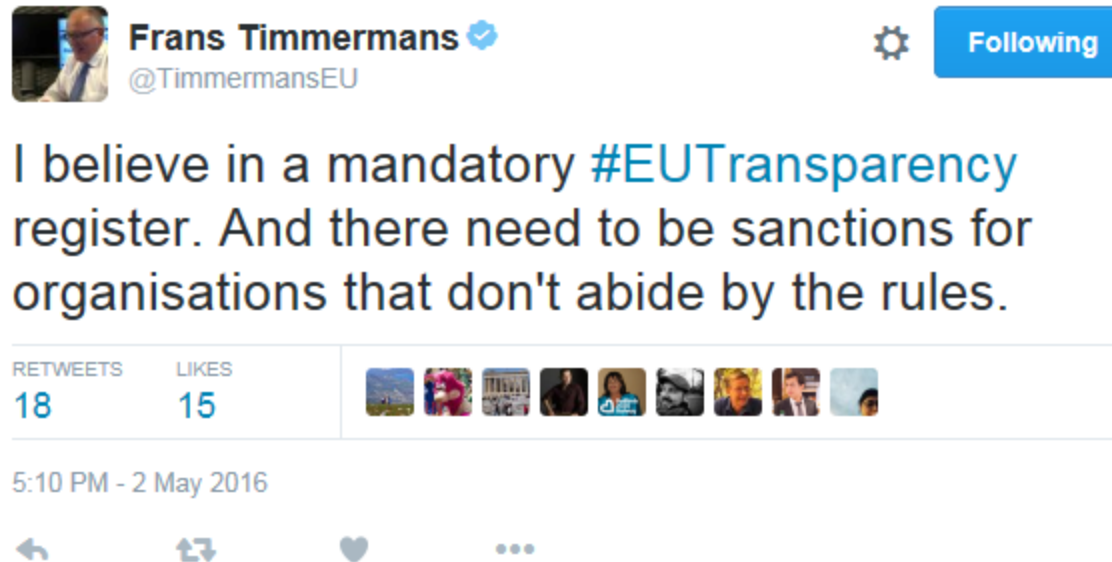 Frans Timmermans
@TimmermansEU
Following
I believe in a mandatory #EUTransparency
register. And there need to be sanctions for
organisations that don't abide by the rules.
RETWEETS LIKES
18 15
5:10 PM - 2 May 2016